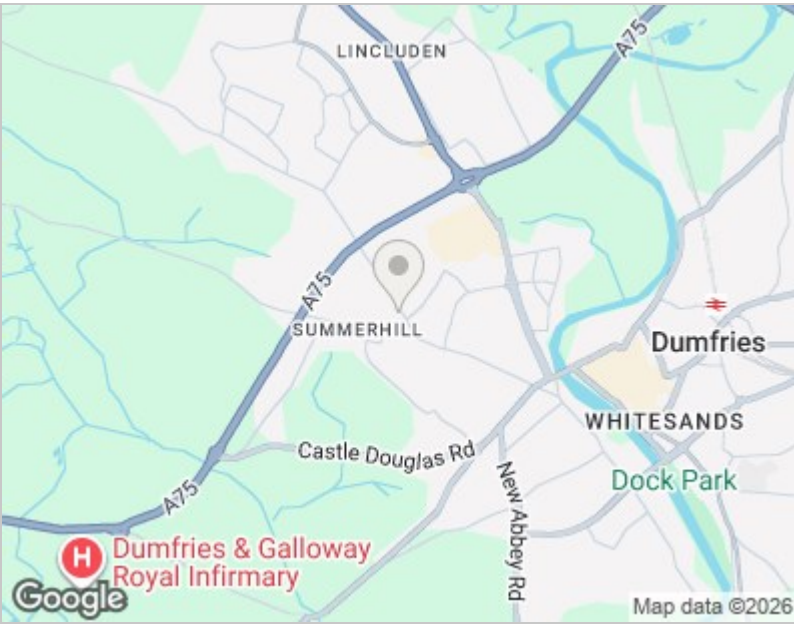 LINCLUDEN
A75
A75
SUMMERHILL
Dumfries
WHITESANDS
Castle Douglas Rd
Dock Park
New Abbey Rd
A75
H
Dumfries & Galloway
Royal Infirmary
Google
Map data ©2026